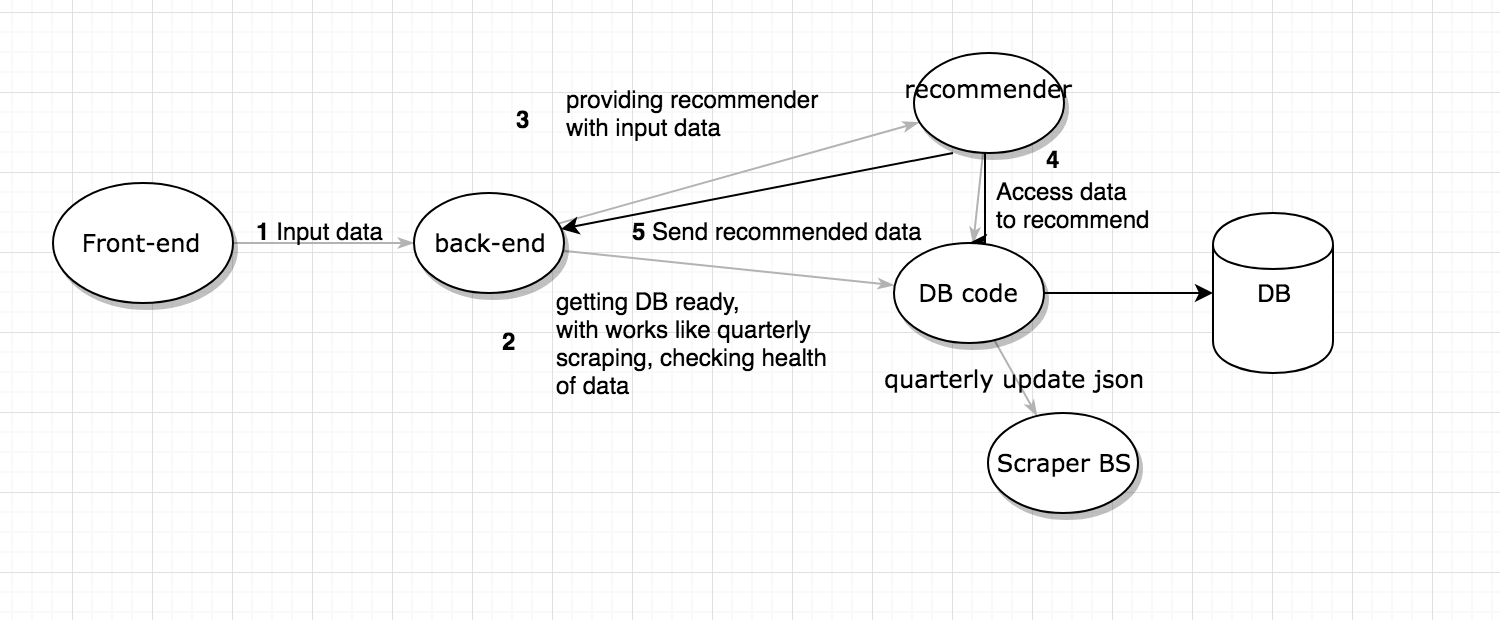 recommender
3
providing recommender
with input data
4
Access data
to recommend
Front-end
1 Input data
back-end
5 Send recommended data
DB code
DB
2
getting DB ready,
with works like quarterly
scraping, checking health
of data
quarterly update json
Scraper BS